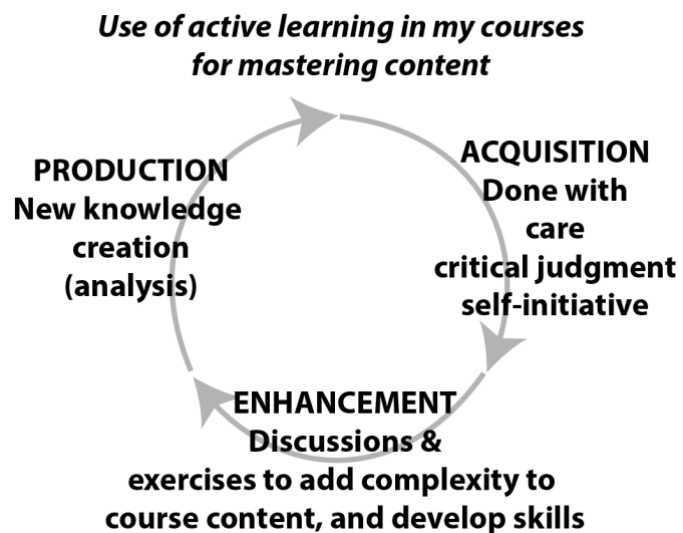 Use of active learning in my courses
for mastering content
ACQUISITION
Done with
care
critical judgment
self-initiative
ENHANCEMENT
Discussions &
exercises to add complexity to
course content, and develop skills
PRODUCTION
New knowledge
creation
(analysis)